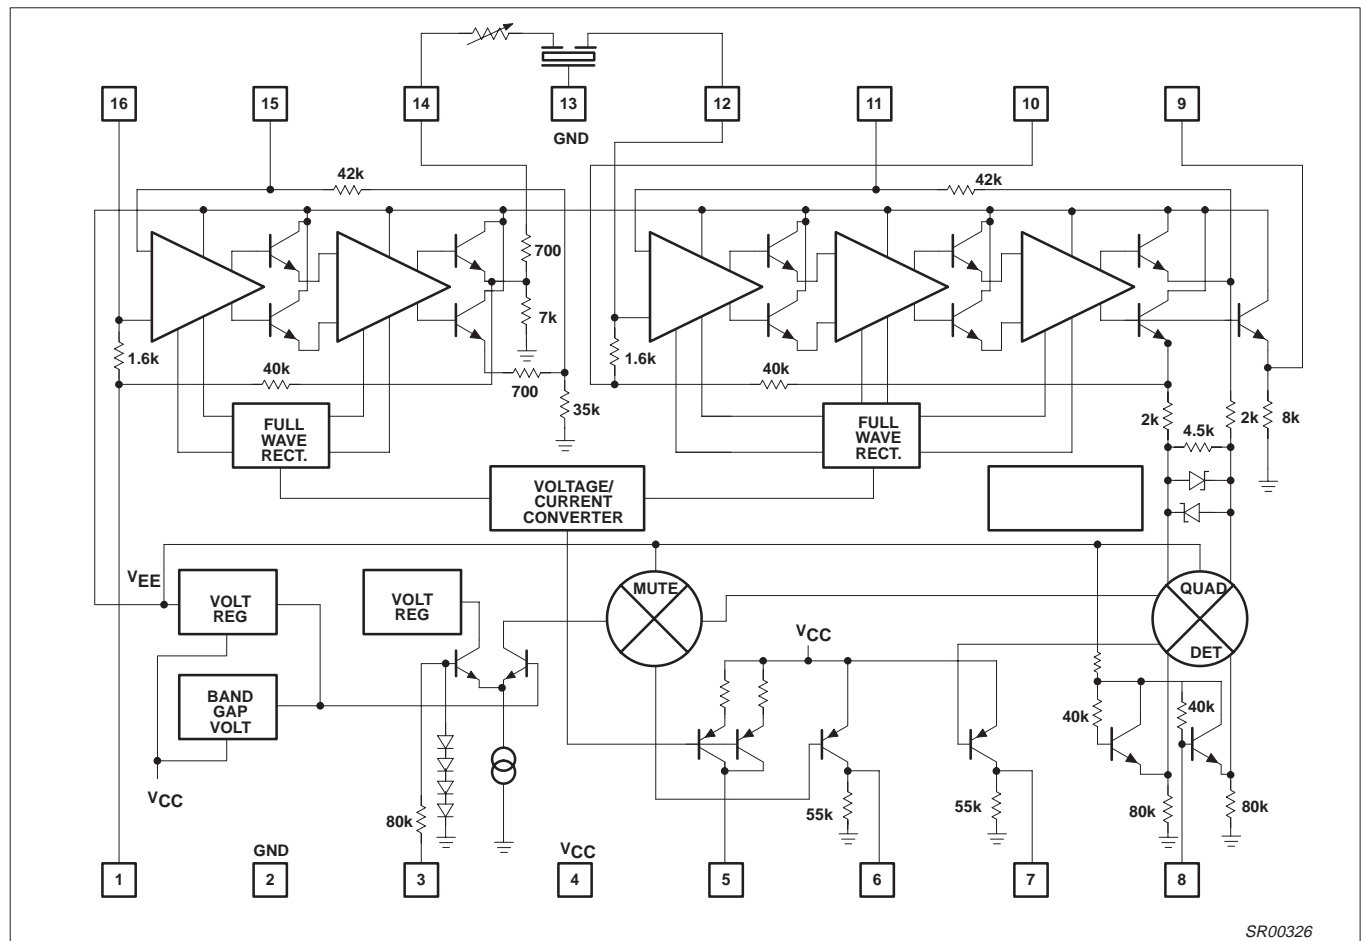 16
15
14
13
12
11
10
9
GND
42k
42k
700
7k
1.6k
1.6k
40k
40k
700
35k
2k
2k
8k
4.5k
FULL
WAVE
RECT.
FULL
WAVE
RECT.
VOLTAGE/
CURRENT
CONVERTER
VEE
VOLT
REG
VOLT
REG
MUTE
QUAD
DET
VCC
BAND
GAP
VOLT
40k
40k
VCC
80k
55k
55k
80k
80k
GND
VCC
1
2
3
4
5
6
7
8
SR00326